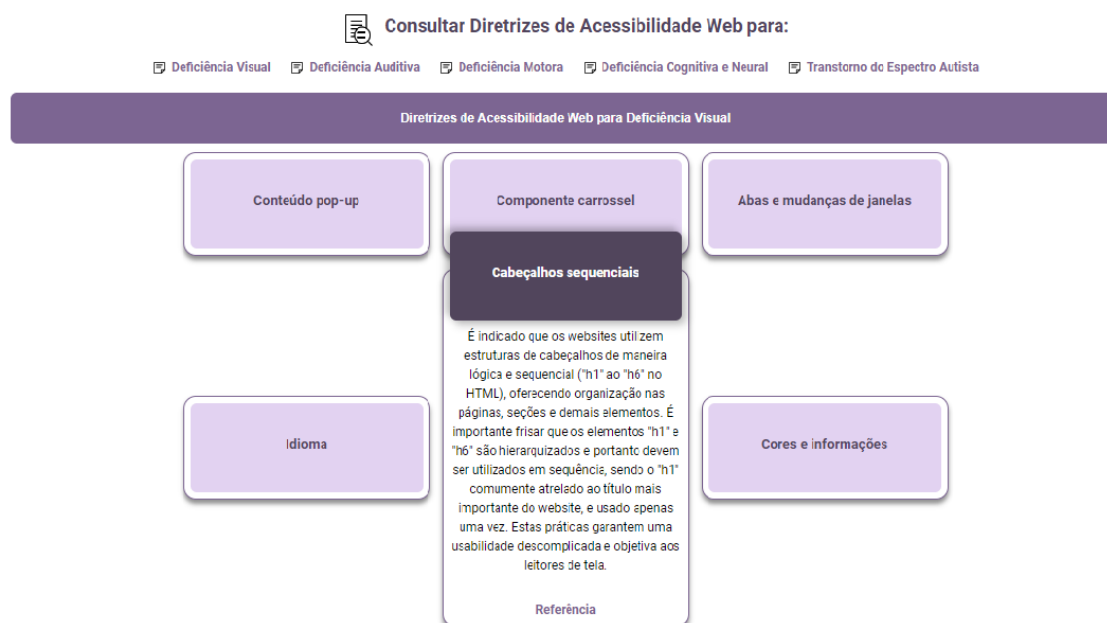 Consultar Diretrizes de Acessibilidade Web para:
Deficiência Visual
Deficiência Auditiva
Deficiência Motora
Deficiência Cognitiva e Neural
Transtorno do Espectro Autista
Diretrizes de Acessibilidade Web para Deficiência Visual
Conteúdo pop-up
Componente carrossel
Abas e mudanças de janelas
Cabeçalhos sequenciais
É indicado que os websites utilizem
estruturas de cabeçalhos de maneira
lógica e sequencial ("h1" ao "h6" no
HTML), oferecendo organização nas
páginas, seções e demais elementos. É
importante frisar que os elementos "h1" e
"h6" são hierarquizados e portanto devem
ser utilizados em sequência, sendo o "h1"
comumente atrelado ao título mais
importante do website, e usado apenas
uma vez. Estas práticas garantem uma
usabilidade descomplicada e objetiva aos
leitores de tela.
Referência
Idioma
Cores e informações